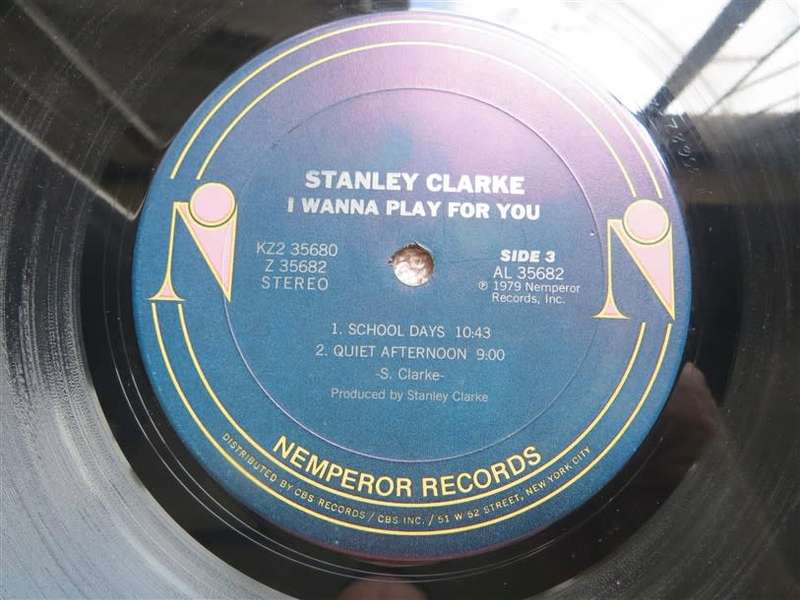 STANLEY CLARKE
I WANNA PLAY FOR YOU
KZ2 35680
Z 35682
STEREO
SIDE 3
AL 35682
℗ 1979 Nemperor
Records, Inc.
1. SCHOOL DAYS 10:43
2. QUIET AFTERNOON 9:00
-S. Clarke-
Produced by Stanley Clarke
NEMPEROR RECORDS
DISTRIBUTED BY CBS RECORDS / CBS INC. / 51 W 52 STREET, NEW YORK CITY